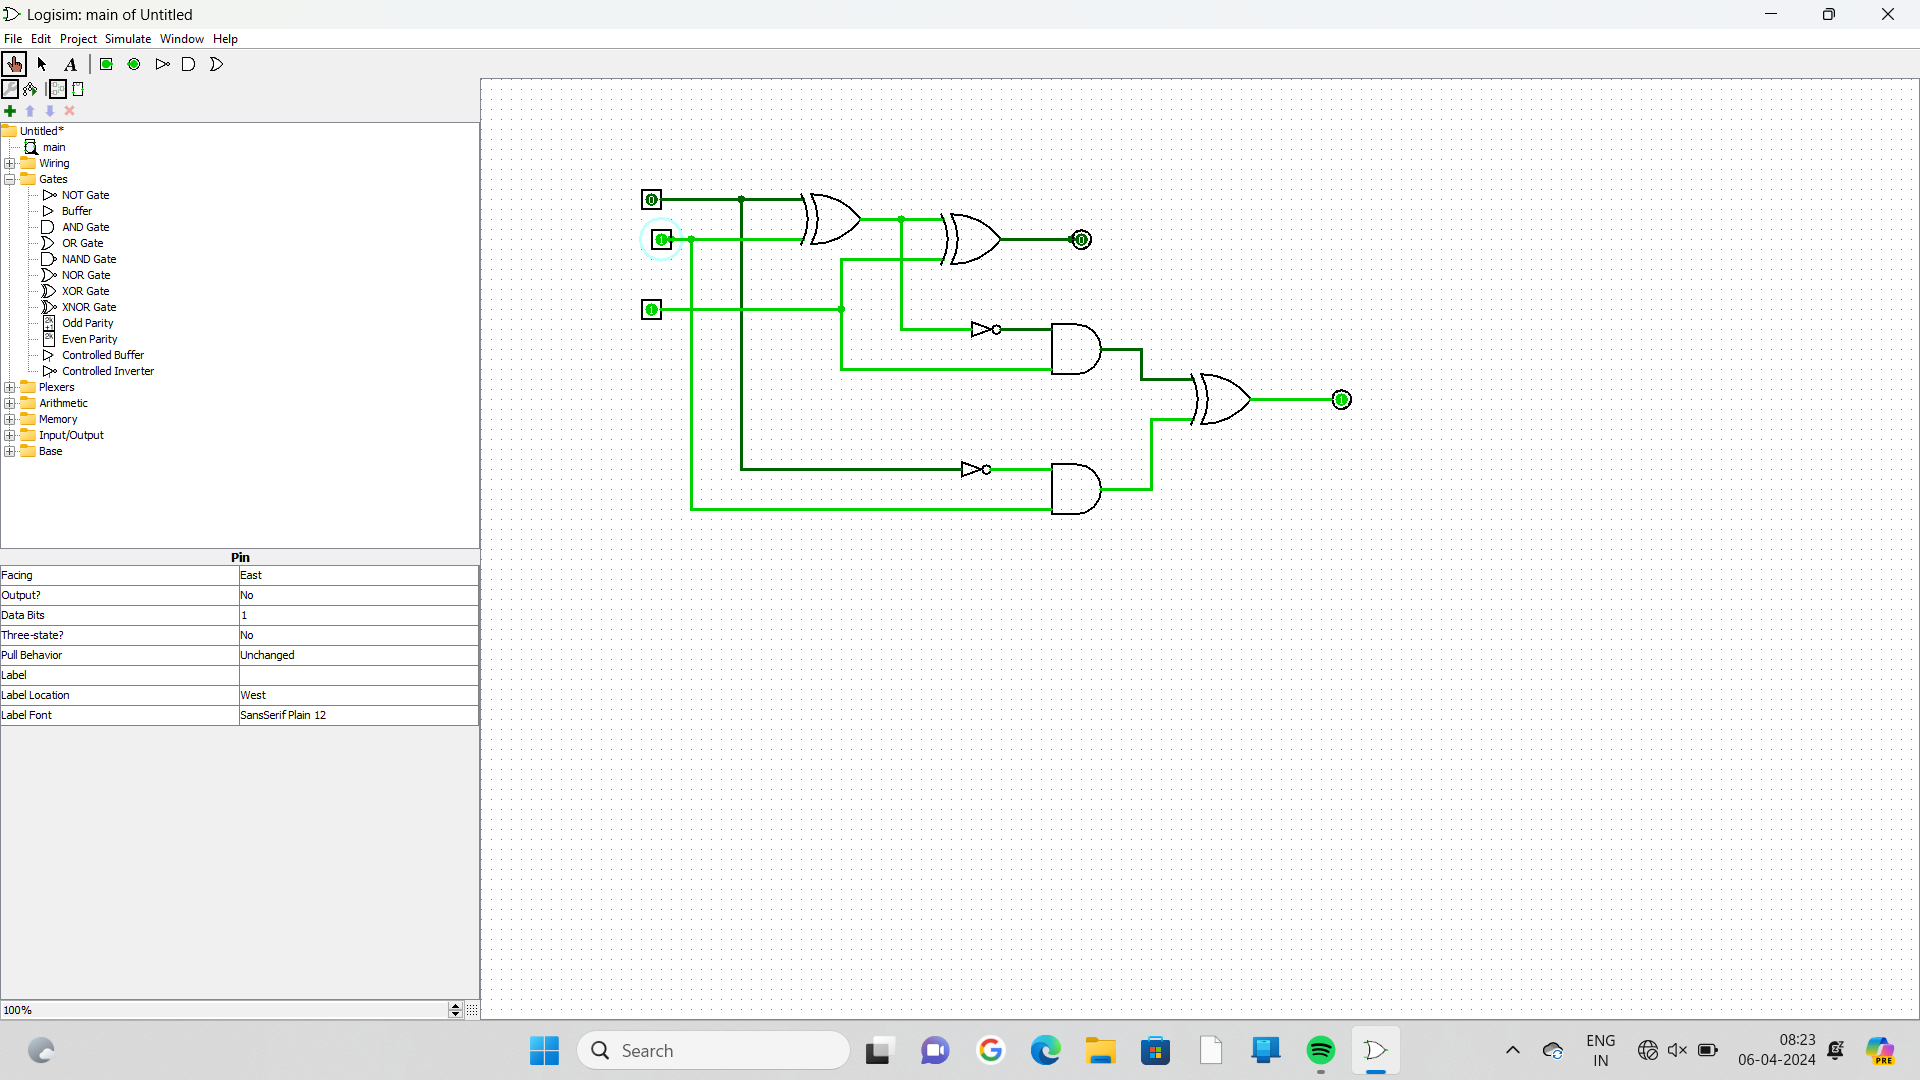 Logisim: main of Untitled
File Edit Project Simulate Window Help
A
Untitled*
main
Wiring
Gates
NOT Gate
Buffer
AND Gate
OR Gate
NAND Gate
NOR Gate
XOR Gate
XNOR Gate
2k+1 Odd Parity
2k Even Parity
Controlled Buffer
Controlled Inverter
Plexers
Arithmetic
Memory
Input/Output
Base
0
1
0
1
1
Pin
Facing East
Output? No
Data Bits 1
Three-state? No
Pull Behavior Unchanged
Label
Label Location West
Label Font SansSerif Plain 12
100%
Search
ENG
IN
08:23
06-04-2024
PRE